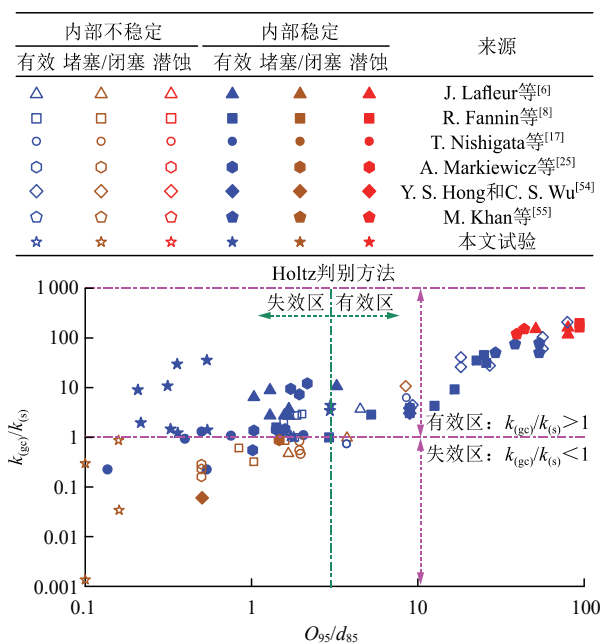 内部不稳定 内部稳定 来源
有效 堵塞/闭塞 潜蚀 有效 堵塞/闭塞 潜蚀
J. Lafleur等[6]
R. Fannin等[8]
T. Nishigata等[17]
A. Markiewicz等[25]
Y. S. Hong和C. S. Wu[54]
M. Khan等[55]
本文试验
Holtz判别方法
1 000
失效区 有效区
100
10
有效区：k(gc)/k(s)>1
1
失效区：k(gc)/k(s)<1
0.1
0.01
0.001
k(gc)/k(s)
0.1 1 10 100
O95/d85